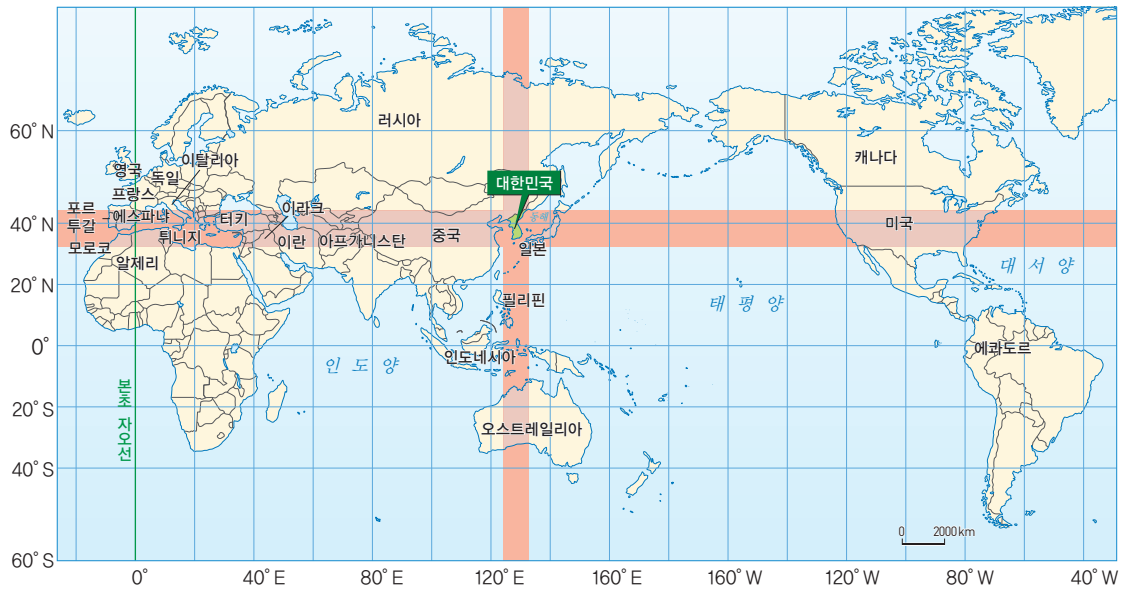 러시아
캐나다
60° N
영국
이탈리아
독일
대한민국
프랑스
포르
투갈
에스파냐
터키
이라크
동해
40° N
미국
모로코
튀니지
이란
아프가니스탄
중국
일본
알제리
대 서 양
20° N
필리핀
태 평 양
0°
인도네시아
에콰도르
인 도 양
본초 자오선
20° S
오스트레일리아
40° S
0 2000km
60° S
0° 40° E 80° E 120° E 160° E 160° W 120° W 80° W 40° W